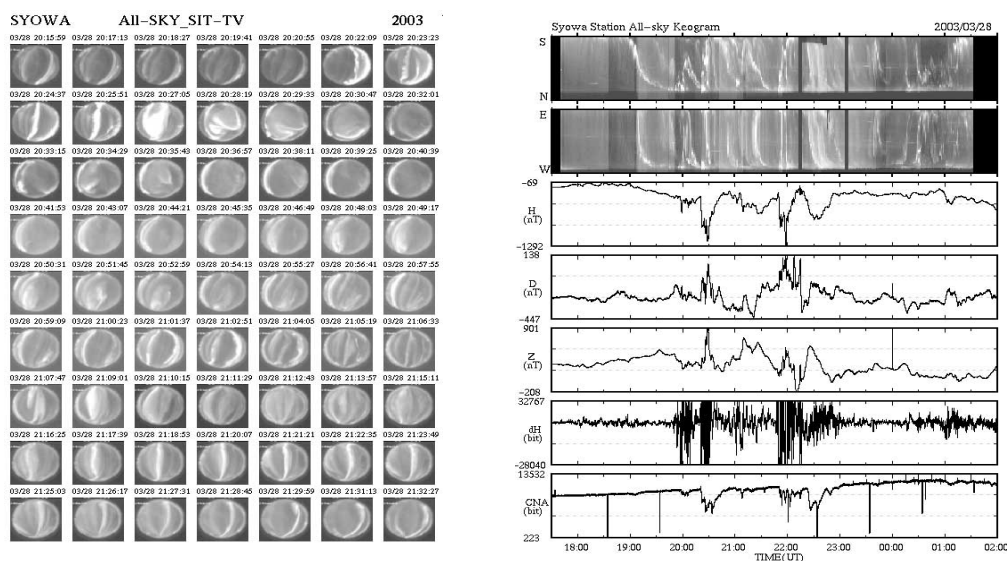 SYOWA All-SKY_SIT-TV 2003
03/28 20:15:59 03/28 20:17:13 03/28 20:18:27 03/28 20:19:41 03/28 20:20:55 03/28 22:09 03/28 23:23
03/28 20:24:37 03/28 20:25:51 03/28 20:27:05 03/28 20:28:19 03/28 20:29:33 03/28 20:30:47 03/28 20:32:01
03/28 20:33:15 03/28 20:34:29 03/28 20:35:43 03/28 20:36:57 03/28 20:38:11 03/28 20:39:25 03/28 20:40:39
03/28 20:41:53 03/28 20:43:07 03/28 20:44:21 03/28 20:45:35 03/28 20:46:49 03/28 20:48:03 03/28 20:49:17
03/28 20:50:31 03/28 20:51:45 03/28 20:52:59 03/28 20:54:13 03/28 20:55:27 03/28 20:56:41 03/28 20:57:55
03/28 20:59:09 03/28 21:00:23 03/28 21:01:37 03/28 21:02:51 03/28 21:04:05 03/28 21:05:19 03/28 21:06:33
03/28 21:07:47 03/28 21:09:01 03/28 21:10:15 03/28 21:11:29 03/28 21:12:43 03/28 21:13:57 03/28 21:15:11
03/28 21:16:25 03/28 21:17:39 03/28 21:18:53 03/28 21:20:07 03/28 21:21:21 03/28 21:22:35 03/28 21:23:49
03/28 21:25:03 03/28 21:26:17 03/28 21:27:31 03/28 21:28:45 03/28 21:29:59 03/28 21:31:13 03/28 21:32:27
Syowa Station All-sky Keogram 2003/03/28
S
N
E
W
-69
H
(nT)
-1292
138
D
(nT)
-447
901
Z
(nT)
-208
32767
dH
(bit)
-28040
13532
CNA
(bit)
223
18:00 19:00 20:00 21:00 22:00 23:00 00:00 01:00 02:00
TIME(UT)